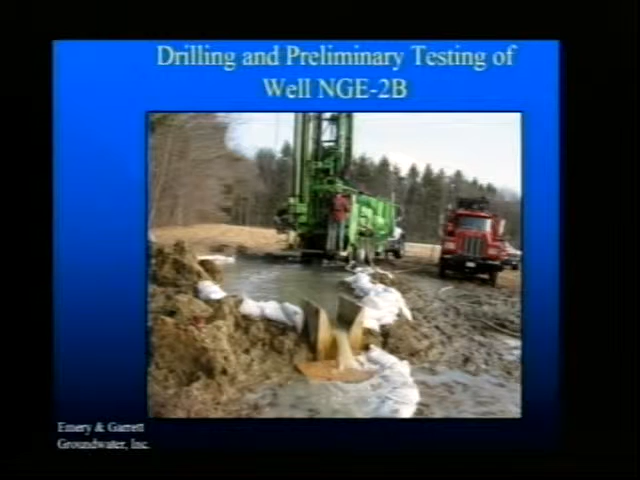 Drilling and Preliminary Testing of
Well NGE-2B
Emery & Garrett
Groundwater, Inc.